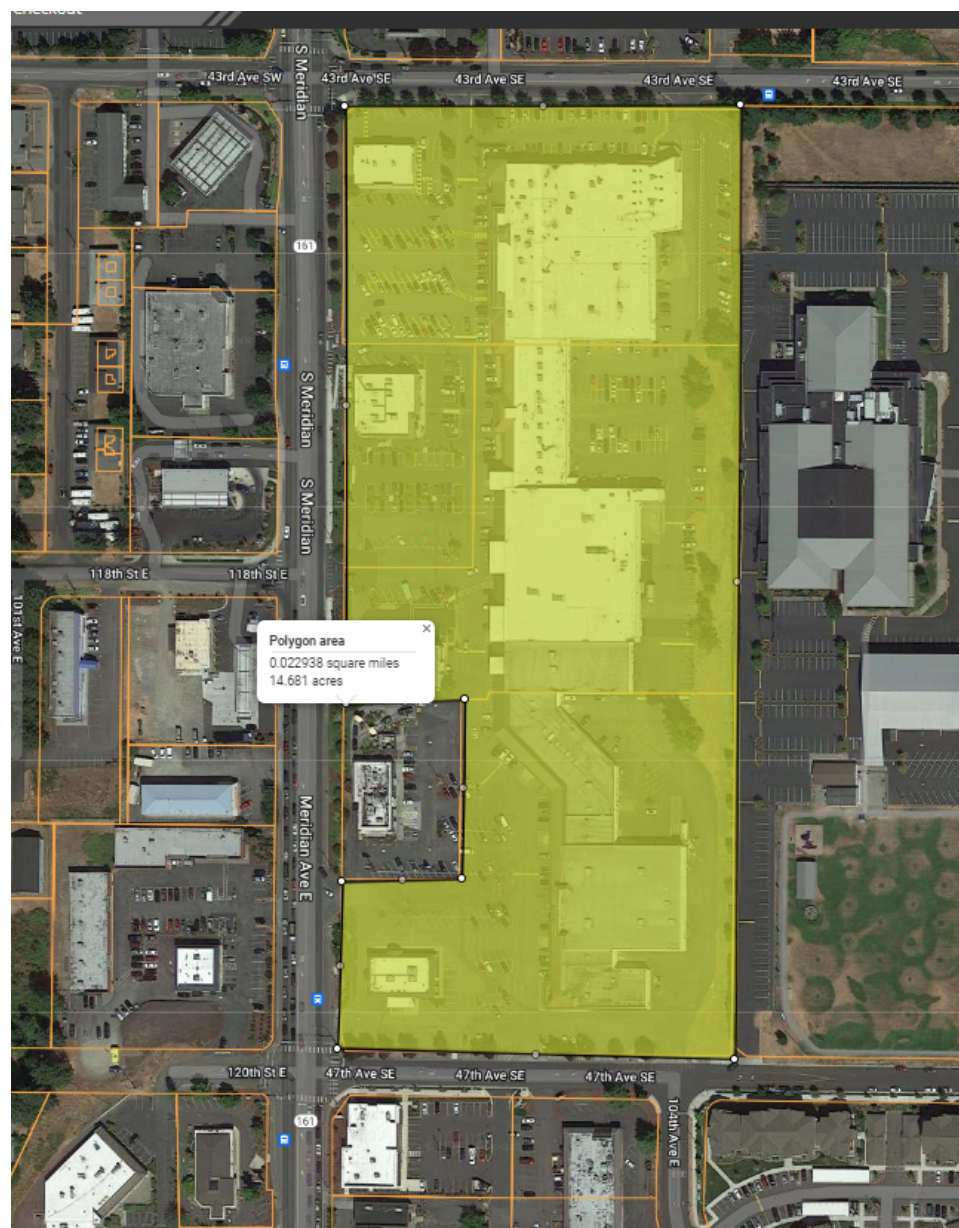 Checkout
43rd Ave SW
43rd Ave SE
43rd Ave SE
43rd Ave SE
43rd Ave SE
S Meridian
161
S Meridian
S Meridian
118th St E
118th St E
101st Ave E
Polygon area
0.022938 square miles
14.681 acres
Meridian Ave E
120th St E
47th Ave SE
47th Ave SE
47th Ave SE
161
104th Ave E